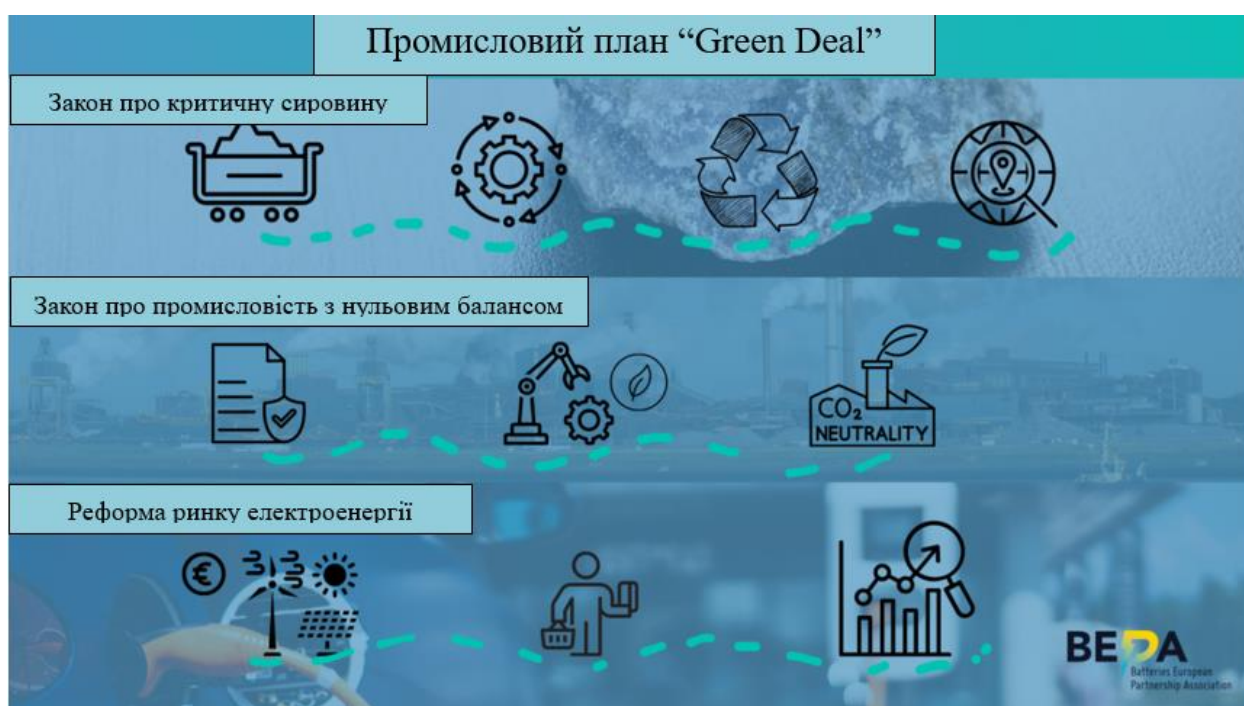 Промисловий план “Green Deal”
Закон про критичну сировину
Закон про промисловість з нульовим балансом
CO₂
NEUTRALITY
Реформа ринку електроенергії
€
BEPA
Batteries European
Partnership Association